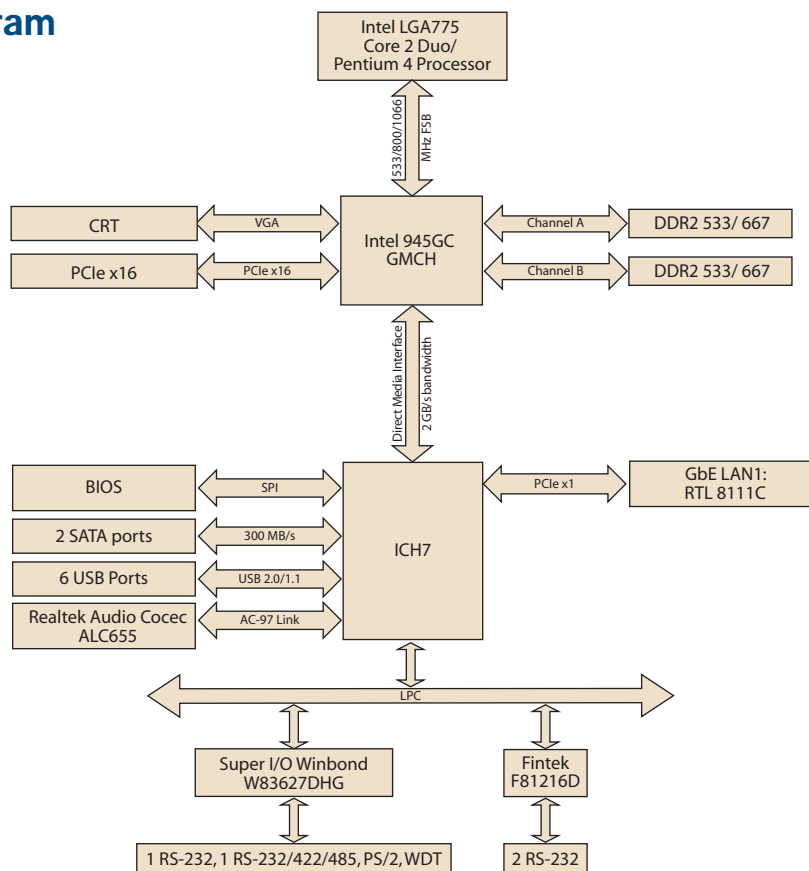 ram
Intel LGA775
Core 2 Duo/
Pentium 4 Processor
533/800/1066
MHz FSB
CRT
VGA
Intel 945GC
GMCH
Channel A
DDR2 533/ 667
PCIe x16
PCIe x16
Channel B
DDR2 533/ 667
Direct Media Interface
2 GB/s bandwidth
BIOS
SPI
ICH7
PCIe x1
GbE LAN1:
RTL 8111C
2 SATA ports
300 MB/s
6 USB Ports
USB 2.0/1.1
Realtek Audio Cocec
ALC655
AC-97 Link
LPC
Super I/O Winbond
W83627DHG
Fintek
F81216D
1 RS-232, 1 RS-232/422/485, PS/2, WDT
2 RS-232